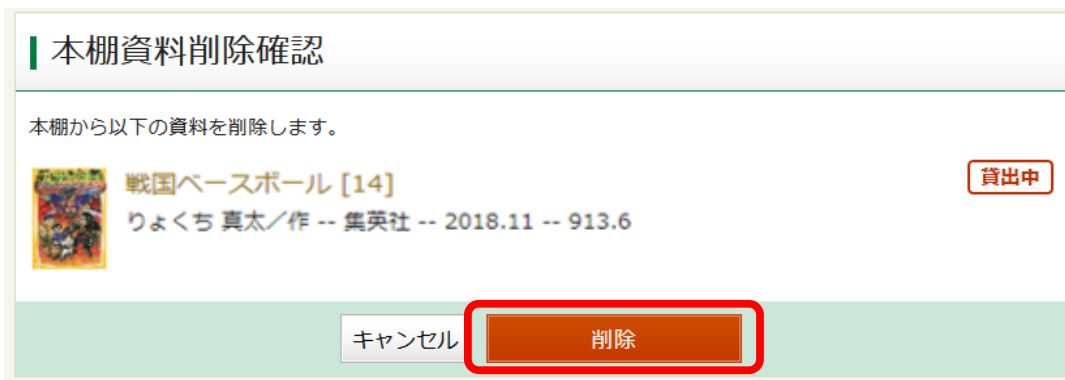 本棚資料削除確認
本棚から以下の資料を削除します。
戦国ベースボール [14]
貸出中
りょくち 真太／作 -- 集英社 -- 2018.11 -- 913.6
キャンセル
削除